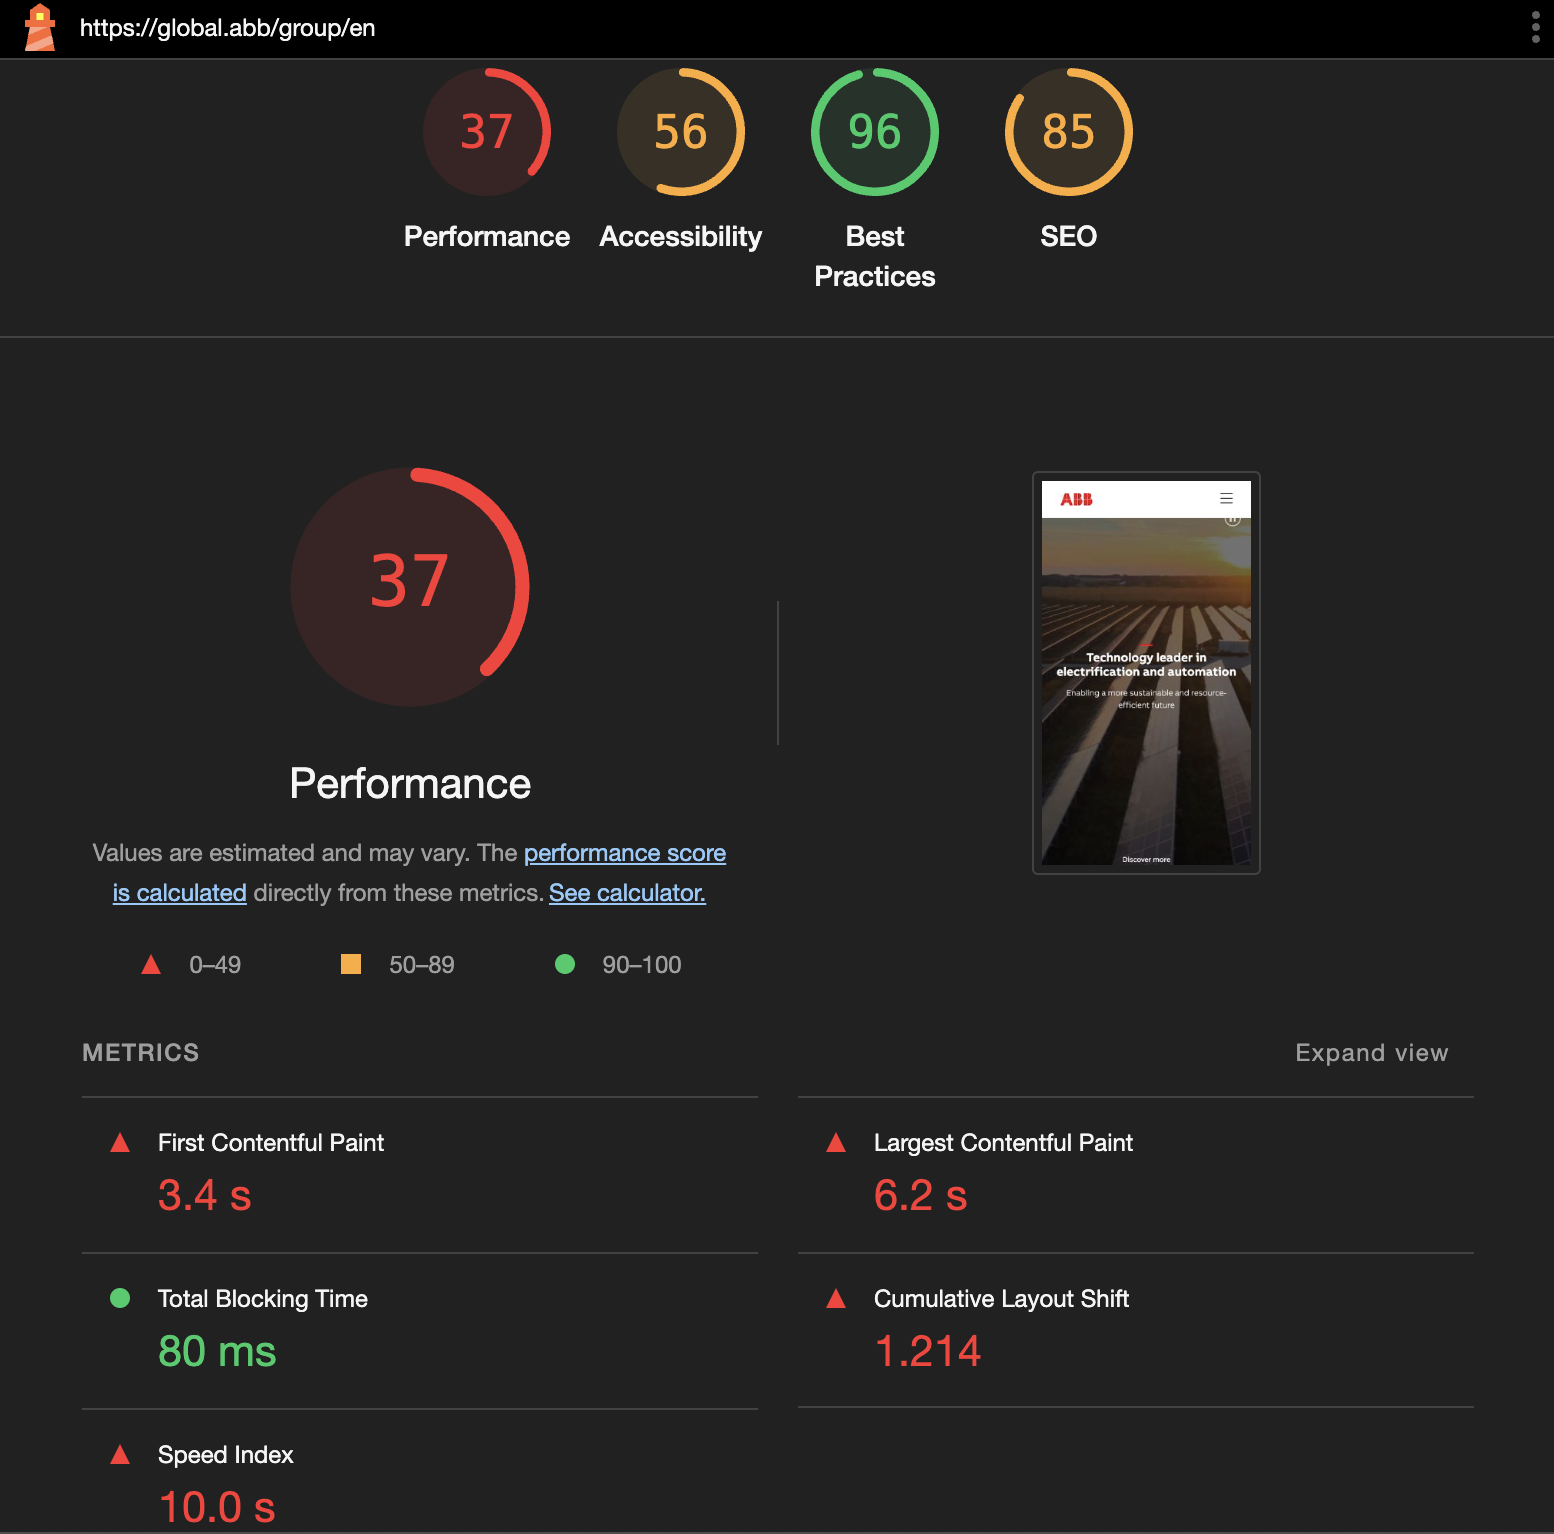 https://global.abb/group/en
37
56
96
85
Performance
Accessibility
Best
Practices
SEO
37
Performance
Values are estimated and may vary. The performance score
is calculated directly from these metrics. See calculator.
0–49
50–89
90–100
ABB
Technology leader in
electrification and automation
Enabling a more sustainable and resource-
efficient future
Discover more
METRICS
Expand view
First Contentful Paint
3.4 s
Largest Contentful Paint
6.2 s
Total Blocking Time
80 ms
Cumulative Layout Shift
1.214
Speed Index
10.0 s